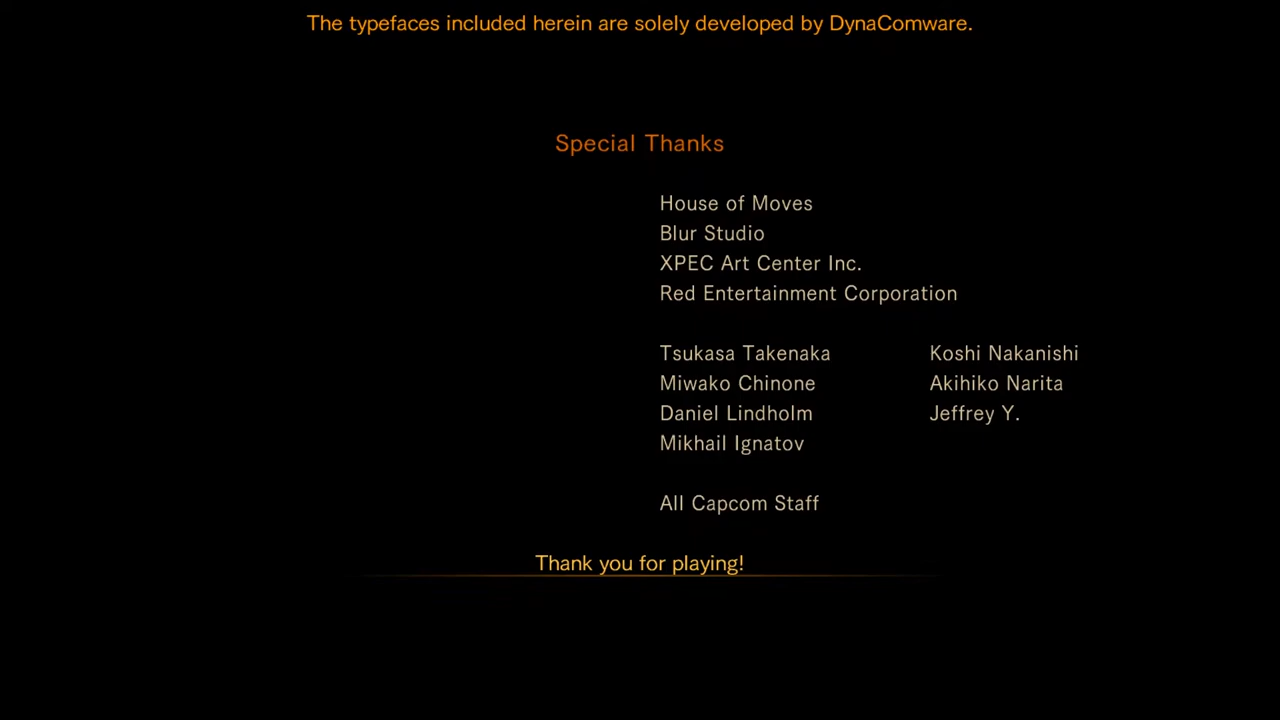 The typefaces included herein are solely developed by DynaComware.
Special Thanks
House of Moves
Blur Studio
XPEC Art Center Inc.
Red Entertainment Corporation
Tsukasa Takenaka Koshi Nakanishi
Miwako Chinone Akihiko Narita
Daniel Lindholm Jeffrey Y.
Mikhail Ignatov
All Capcom Staff
Thank you for playing!